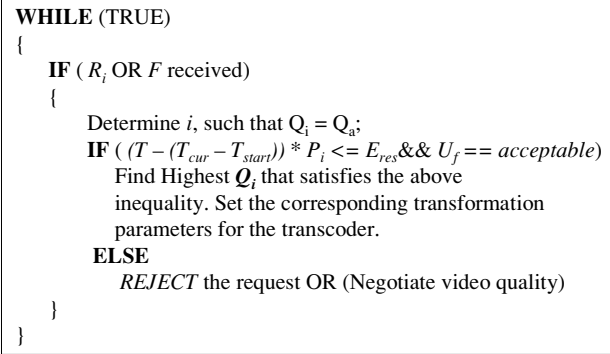 WHILE (TRUE)
{
IF ( R_i OR F received)
{
Determine i, such that Q_i = Q_a;
IF ( (T – (T_cur – T_start)) * P_i <= E_res&& U_f == acceptable)
Find Highest Q_i that satisfies the above
inequality. Set the corresponding transformation
parameters for the transcoder.
ELSE
REJECT the request OR (Negotiate video quality)
}
}